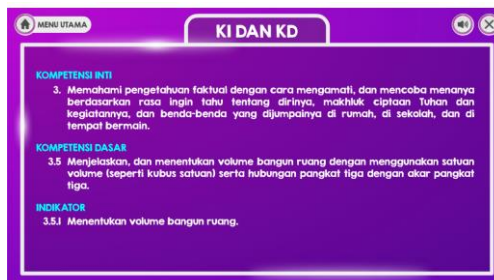 MENU UTAMA
KI DAN KD
KOMPETENSI INTI
3. Memahami pengetahuan faktual dengan cara mengamati, dan mencoba menanya
berdasarkan rasa ingin tahu tentang dirinya, makhluk ciptaan Tuhan dan
kegiatannya, dan benda-benda yang dijumpainya di rumah, di sekolah, dan di
tempat bermain.
KOMPETENSI DASAR
3.5 Menjelaskan, dan menentukan volume bangun ruang dengan menggunakan satuan
volume (seperti kubus satuan) serta hubungan pangkat tiga dengan akar pangkat
tiga.
INDIKATOR
3.5.1 Menentukan volume bangun ruang.